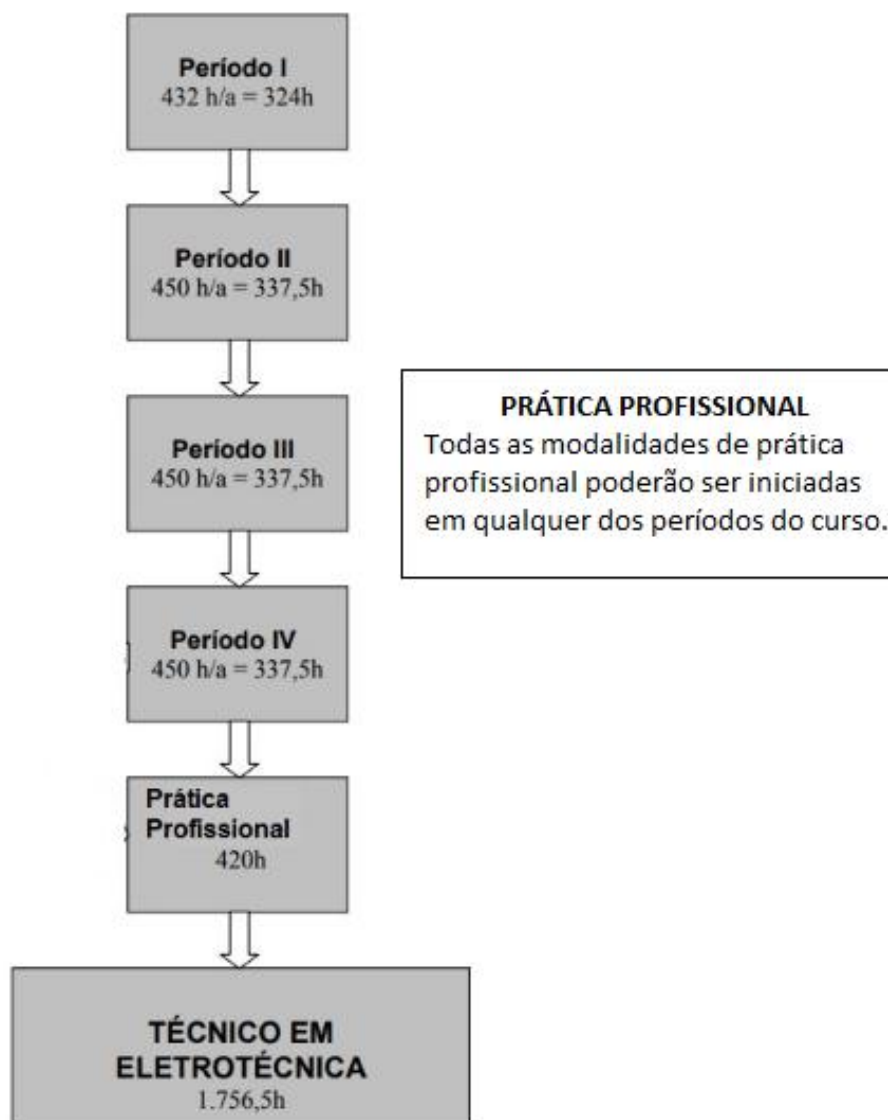 Período I
432 h/a = 324h
Período II
450 h/a = 337,5h
Período III
450 h/a = 337,5h
PRÁTICA PROFISSIONAL
Todas as modalidades de prática
profissional poderão ser iniciadas
em qualquer dos períodos do curso.
Período IV
450 h/a = 337,5h
Prática
Profissional
420h
TÉCNICO EM
ELETROTÉCNICA
1.756,5h